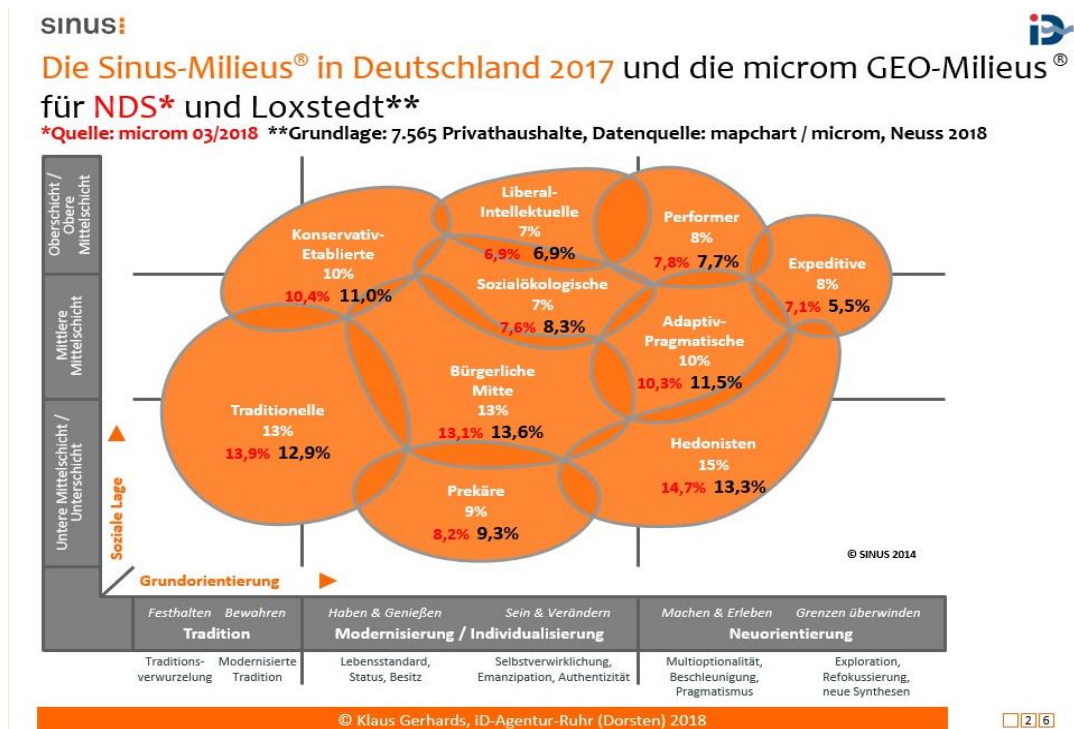 sinus:
iD
Die Sinus-Milieus® in Deutschland 2017 und die microm GEO-Milieus®
für NDS* und Loxstedt**
*Quelle: microm 03/2018 **Grundlage: 7.565 Privathaushalte, Datenquelle: mapchart / microm, Neuss 2018
Oberschicht /
Obere
Mittelschicht
Mittlere
Mittelschicht
Untere Mittelschicht /
Unterschicht
Soziale Lage
Konservativ-
Etablierte
10%
10,4% 11,0%
Liberal-
Intellektuelle
7%
6,9% 6,9%
Performer
8%
7,8% 7,7%
Expeditive
8%
7,1% 5,5%
Sozialökologische
7%
7,6% 8,3%
Adaptiv-
Pragmatische
10%
10,3% 11,5%
Traditionelle
13%
13,9% 12,9%
Bürgerliche
Mitte
13%
13,1% 13,6%
Hedonisten
15%
14,7% 13,3%
Prekäre
9%
8,2% 9,3%
© SINUS 2014
Grundorientierung
Festhalten Bewahren
Tradition
Haben & Genießen Sein & Verändern
Modernisierung / Individualisierung
Machen & Erleben Grenzen überwinden
Neuorientierung
Traditions-
verwurzelung
Modernisierte
Tradition
Lebensstandard,
Status, Besitz
Selbstverwirklichung,
Emanzipation, Authentizität
Multioptionalität,
Beschleunigung,
Pragmatismus
Exploration,
Refokussierung,
neue Synthesen
© Klaus Gerhards, iD-Agentur-Ruhr (Dorsten) 2018
2 6